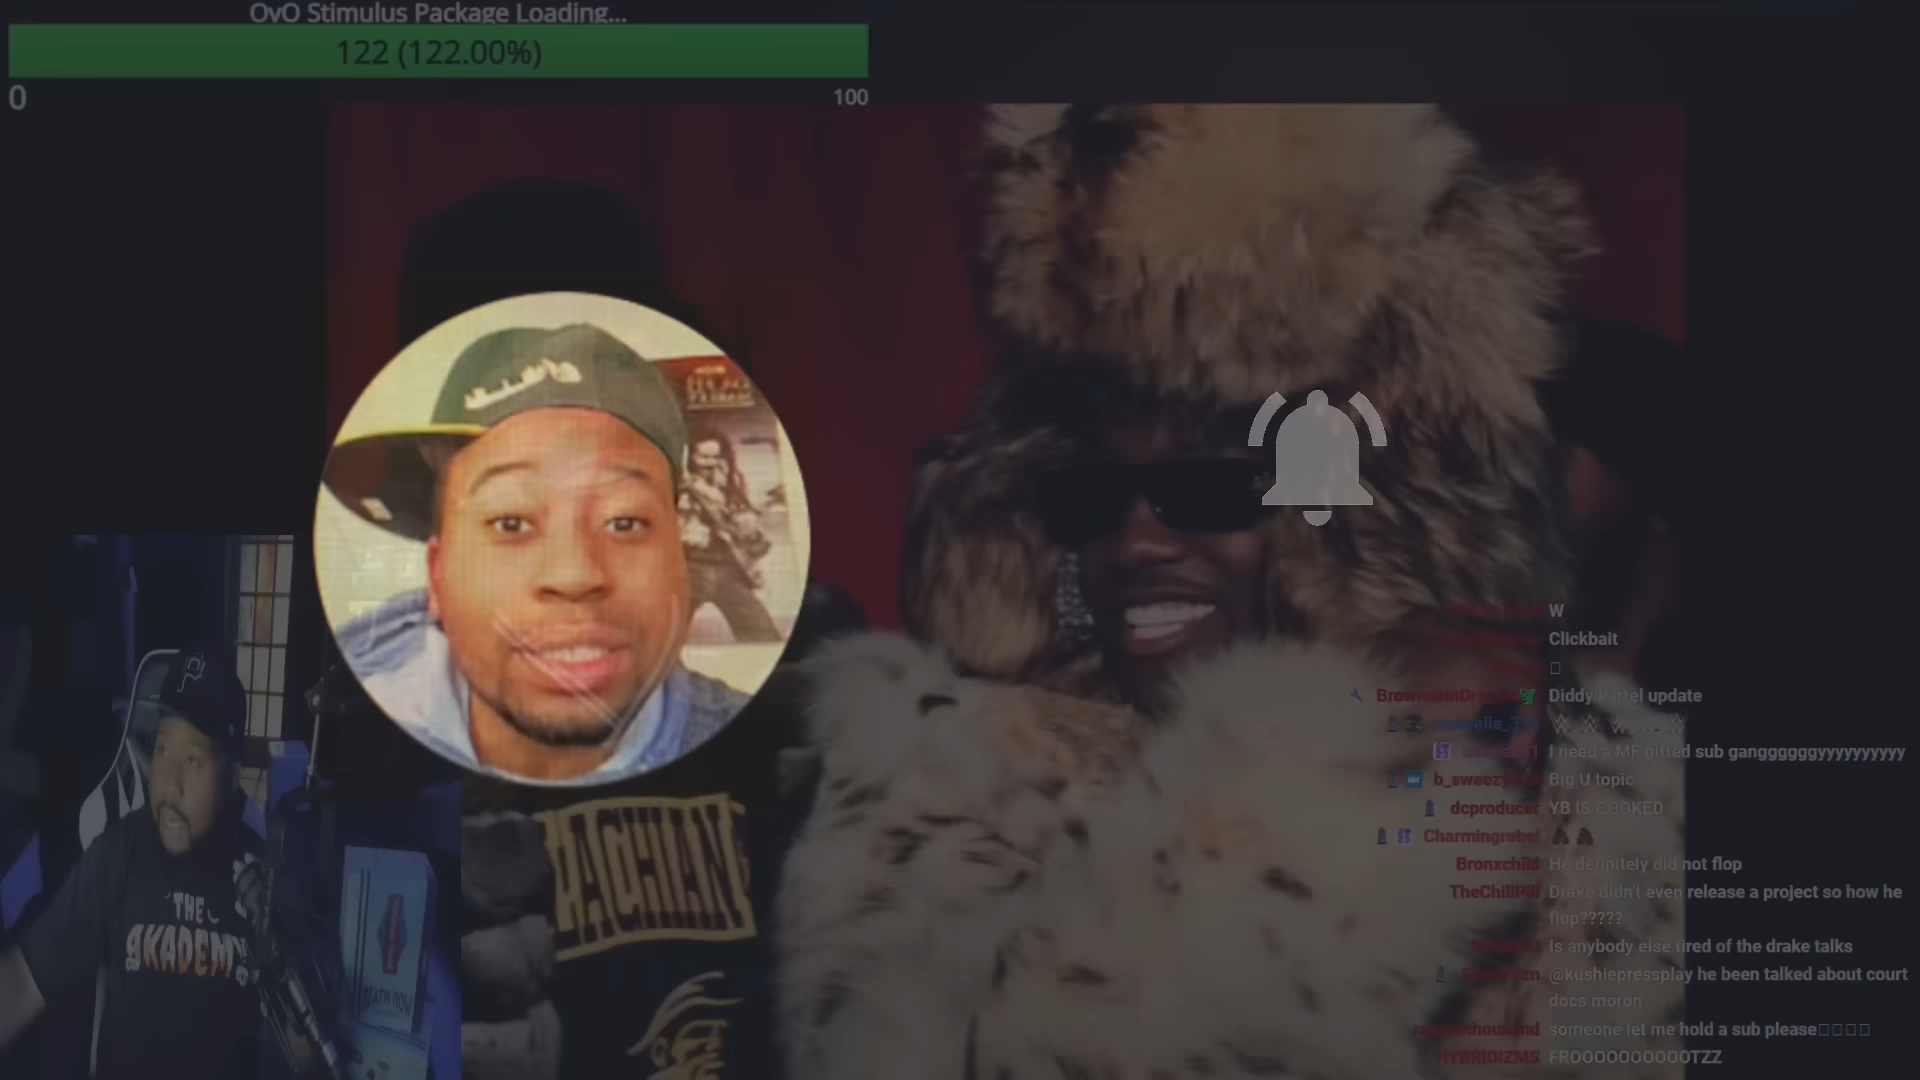 OvO Stimulus Package Loading...
122 (122.00%)
0
100
W
Clickbait
Diddy kartel update
I need a MF gifted sub ganggggggyyyyyyyyyy
b_sweezy
Big U topic
dcproducer
YB IS COOKED
Charmingrebel
Bronxchild
He definitely did not flop
TheChillPill
Drake didn't even release a project so how he
flop?????
Is anybody else tired of the drake talks
@kushiepressplay he been talked about court
docs moron
someone let me hold a sub please
HYBRIDIZMS
FROOOOOOOOOOTZZ
THE
AKADEMY
DEATH ROW